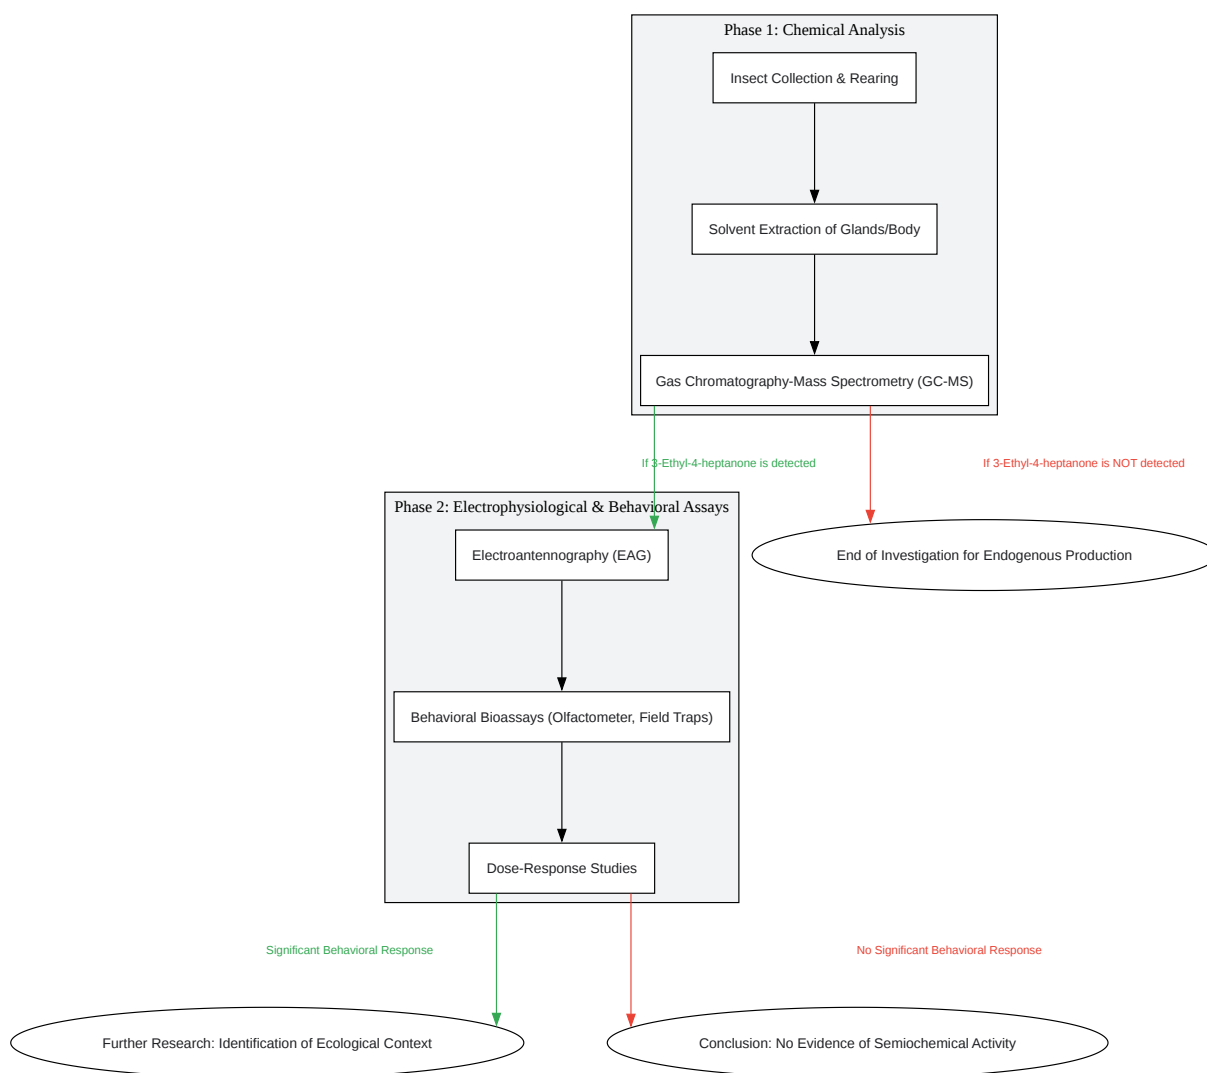 Phase 1: Chemical Analysis
Insect Collection & Rearing
Solvent Extraction of Glands/Body
Gas Chromatography-Mass Spectrometry (GC-MS)
If 3-Ethyl-4-heptanone is detected
If 3-Ethyl-4-heptanone is NOT detected
Phase 2: Electrophysiological & Behavioral Assays
Electroantennography (EAG)
End of Investigation for Endogenous Production
Behavioral Bioassays (Olfactometer, Field Traps)
Dose-Response Studies
Significant Behavioral Response
No Significant Behavioral Response
Further Research: Identification of Ecological Context
Conclusion: No Evidence of Semiochemical Activity